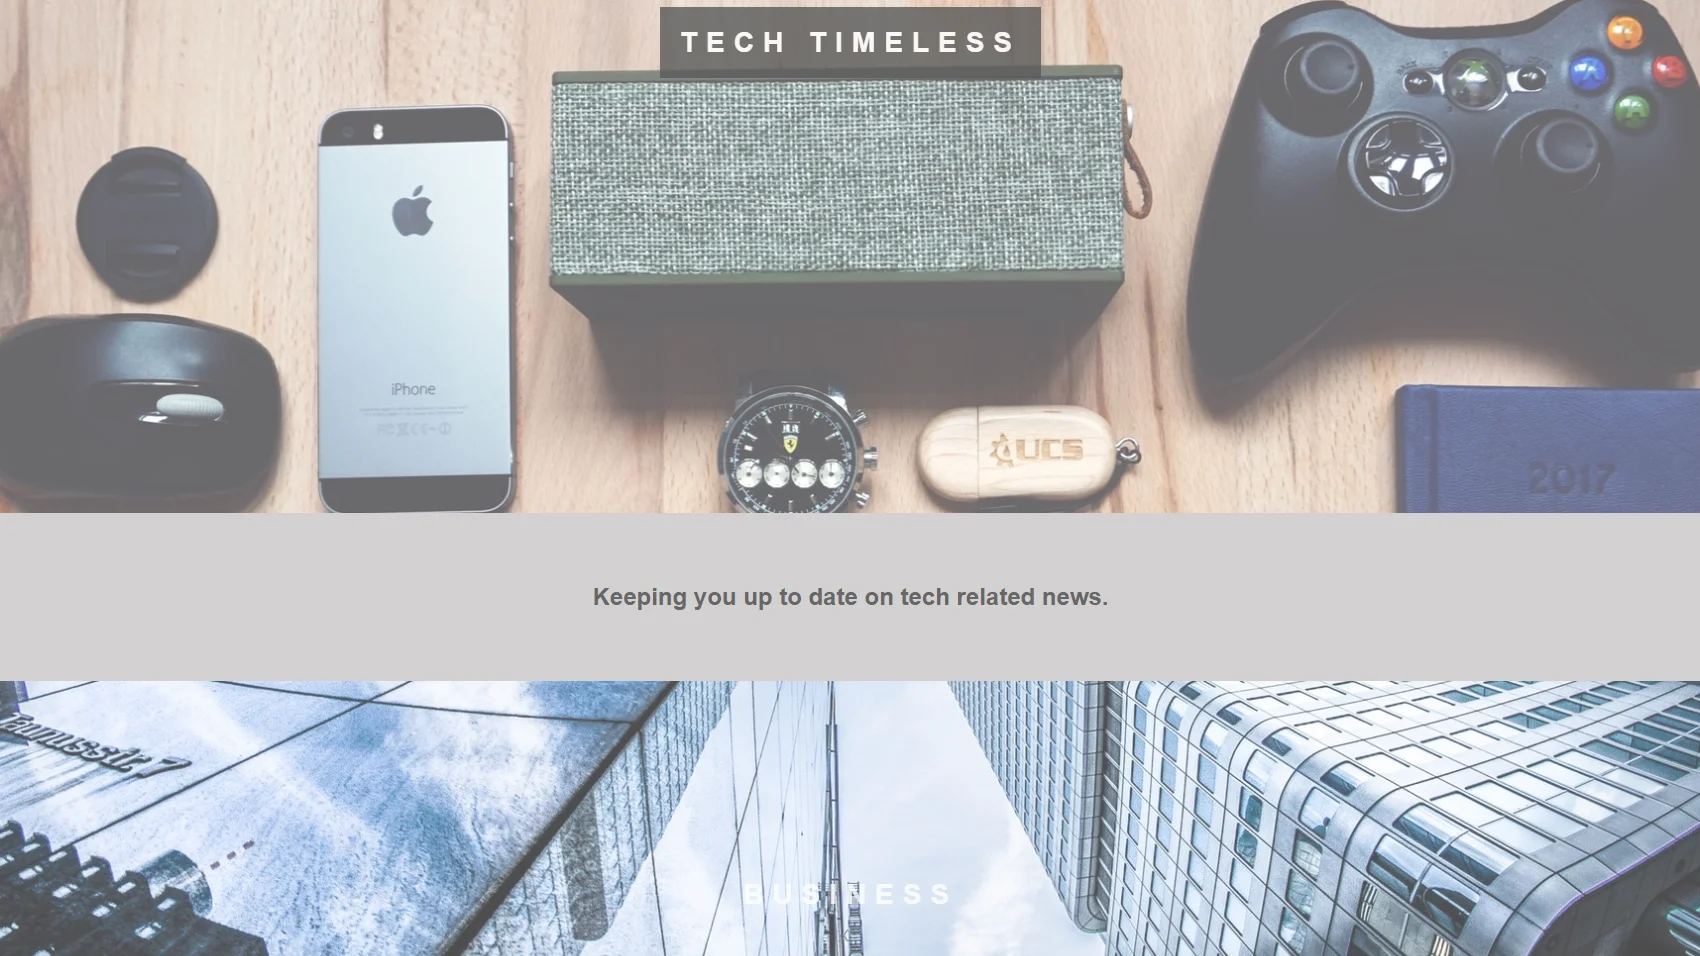 TECH TIMELESS
iPhone
UCS
2017
Keeping you up to date on tech related news.
Taunusstr. 7
BUSINESS